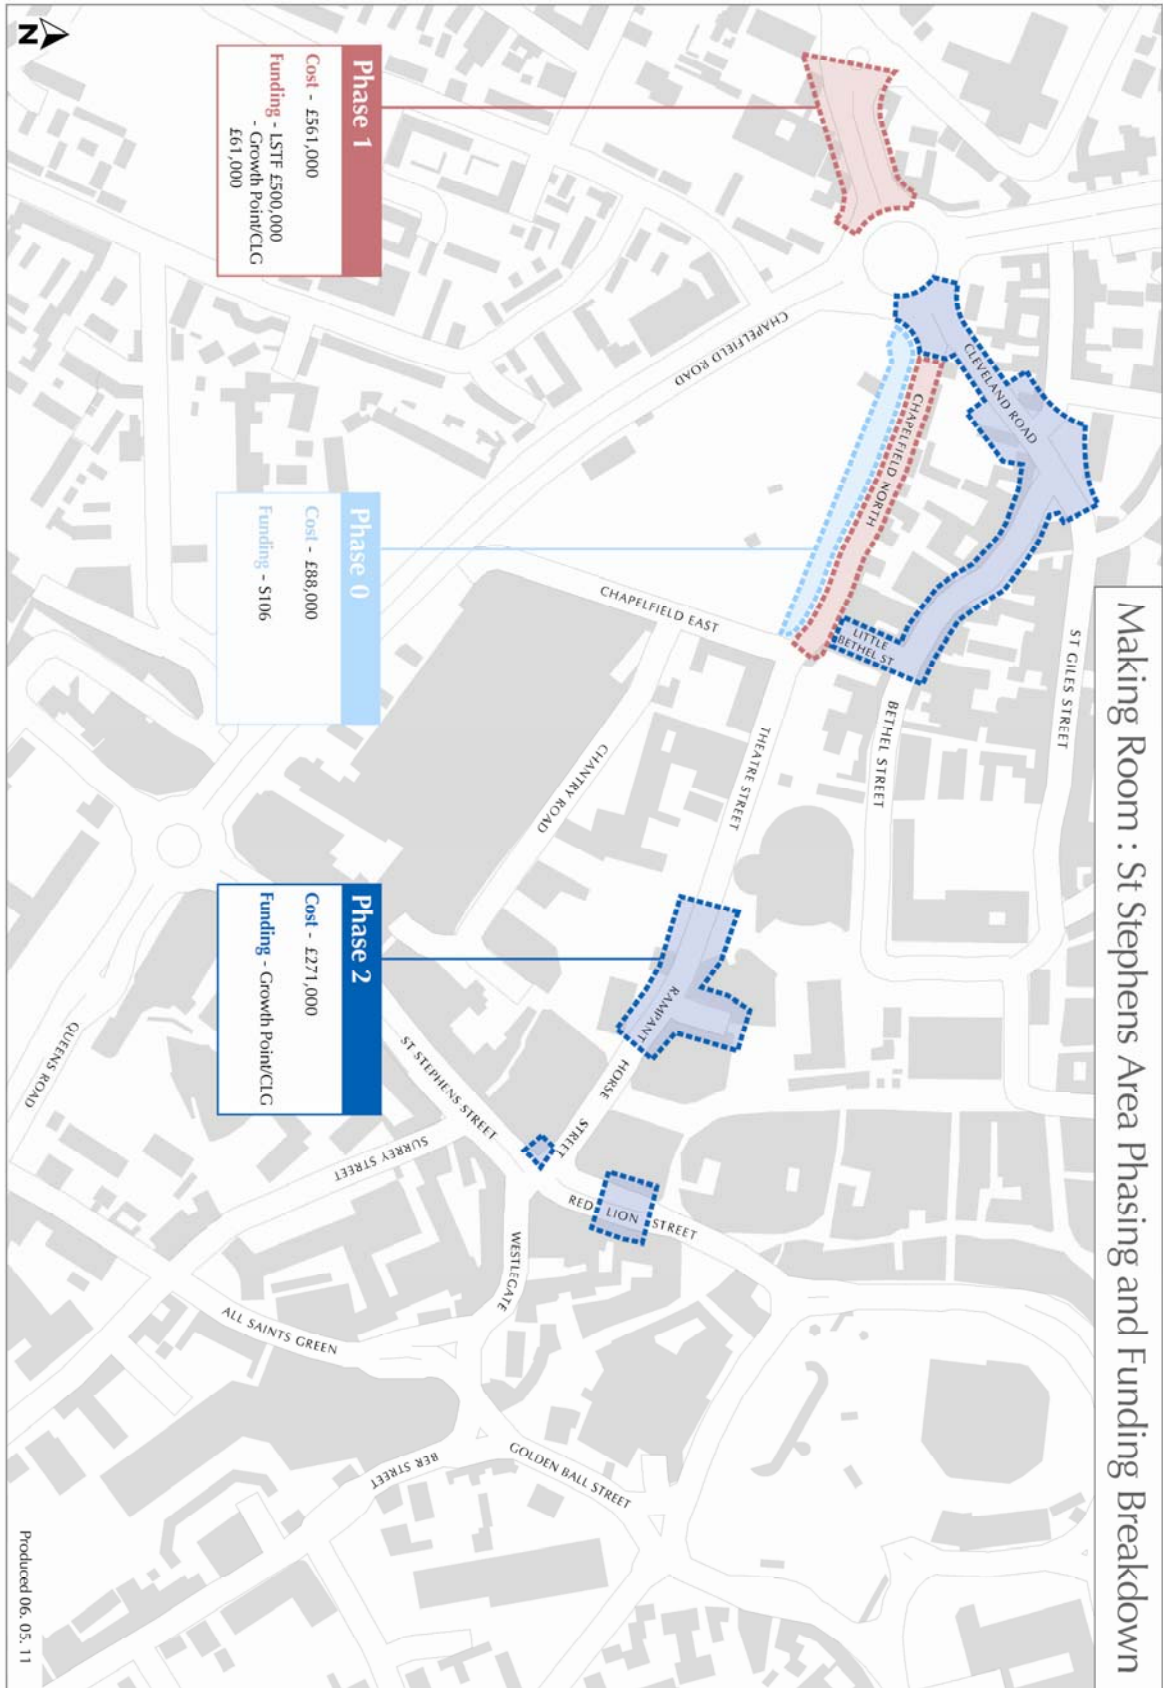 Making Room : St Stephens Area Phasing and Funding Breakdown
N
Phase 1
Cost - £561,000
Funding - LSTF £500,000
- Growth Point/CLG
£61,000
Phase 0
Cost - £88,000
Funding - S106
Phase 2
Cost - £271,000
Funding - Growth Point/CLG
CLEVELAND ROAD
CHAPELFIELD NORTH
CHAPELFIELD ROAD
CHAPELFIELD EAST
LITTLE
BETHEL ST
BETHEL STREET
ST GILES STREET
THEATRE STREET
CHANTRY ROAD
RAMPANT
HORSE
STREET
ST STEPHENS STREET
SURREY STREET
QUEENS ROAD
RED
LION
STREET
WESTLEGATE
ALL SAINTS GREEN
BER STREET
GOLDEN BALL STREET
Produced 06. 05. 11